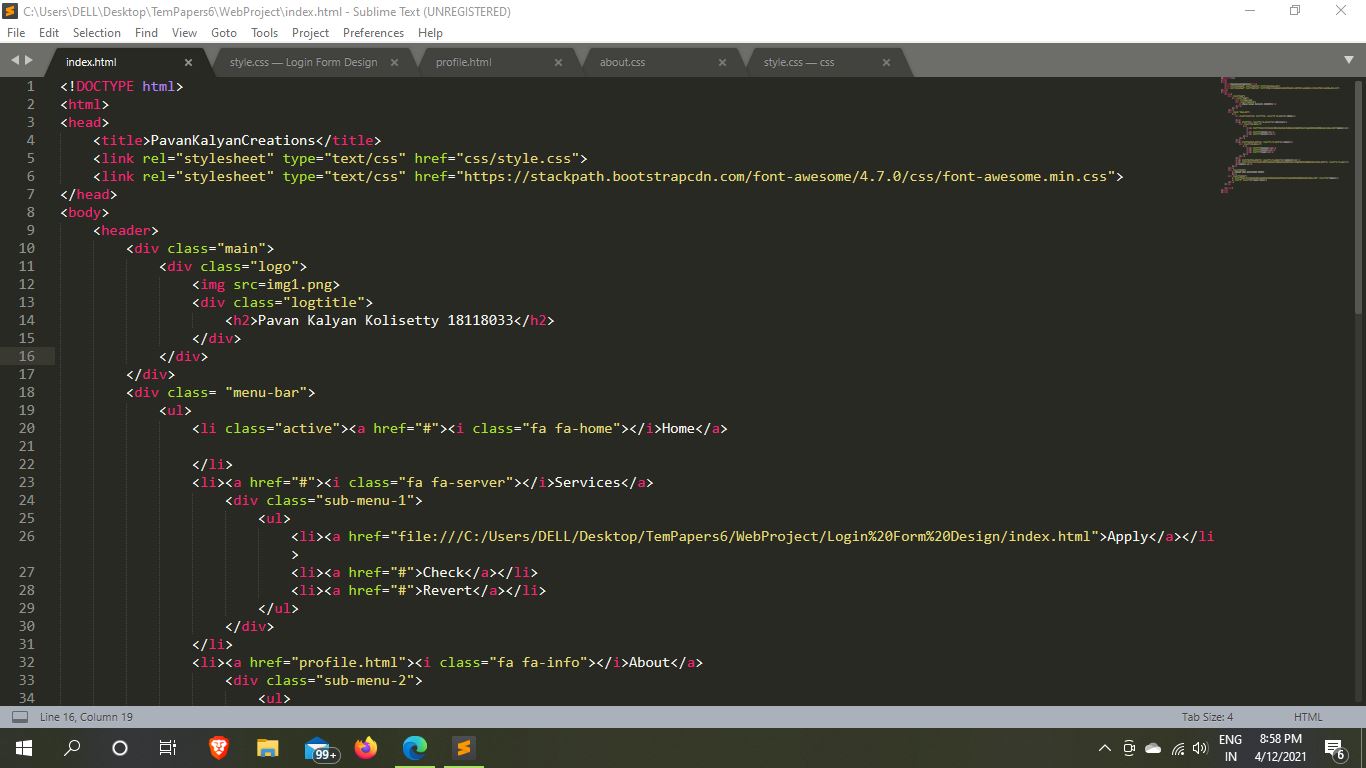 C:\Users\DELL\Desktop\TemPapers6\WebProject\index.html - Sublime Text (UNREGISTERED)
File Edit Selection Find View Goto Tools Project Preferences Help
index.html × style.css — Login Form Design × profile.html × about.css × style.css — css ×
1 <!DOCTYPE html>
2 <html>
3 <head>
4 <title>PavanKalyanCreations</title>
5 <link rel="stylesheet" type="text/css" href="css/style.css">
6 <link rel="stylesheet" type="text/css" href="https://stackpath.bootstrapcdn.com/font-awesome/4.7.0/css/font-awesome.min.css">
7 </head>
8 <body>
9 <header>
10 <div class="main">
11 <div class="logo">
12 <img src=img1.png>
13 <div class="logtitle">
14 <h2>Pavan Kalyan Kolisetty 18118033</h2>
15 </div>
16 </div>
17 </div>
18 <div class= "menu-bar">
19 <ul>
20 <li class="active"><a href="#"><i class="fa fa-home"></i>Home</a>
21
22 </li>
23 <li><a href="#"><i class="fa fa-server"></i>Services</a>
24 <div class="sub-menu-1">
25 <ul>
26 <li><a href="file:///C:/Users/DELL/Desktop/TemPapers6/WebProject/Login%20Form%20Design/index.html">Apply</a></li
>
27 <li><a href="#">Check</a></li>
28 <li><a href="#">Revert</a></li>
29 </ul>
30 </div>
31 </li>
32 <li><a href="profile.html"><i class="fa fa-info"></i>About</a>
33 <div class="sub-menu-2">
34 <ul>
Line 16, Column 19 Tab Size: 4 HTML
99+ ENG 8:58 PM
IN 4/12/2021 6